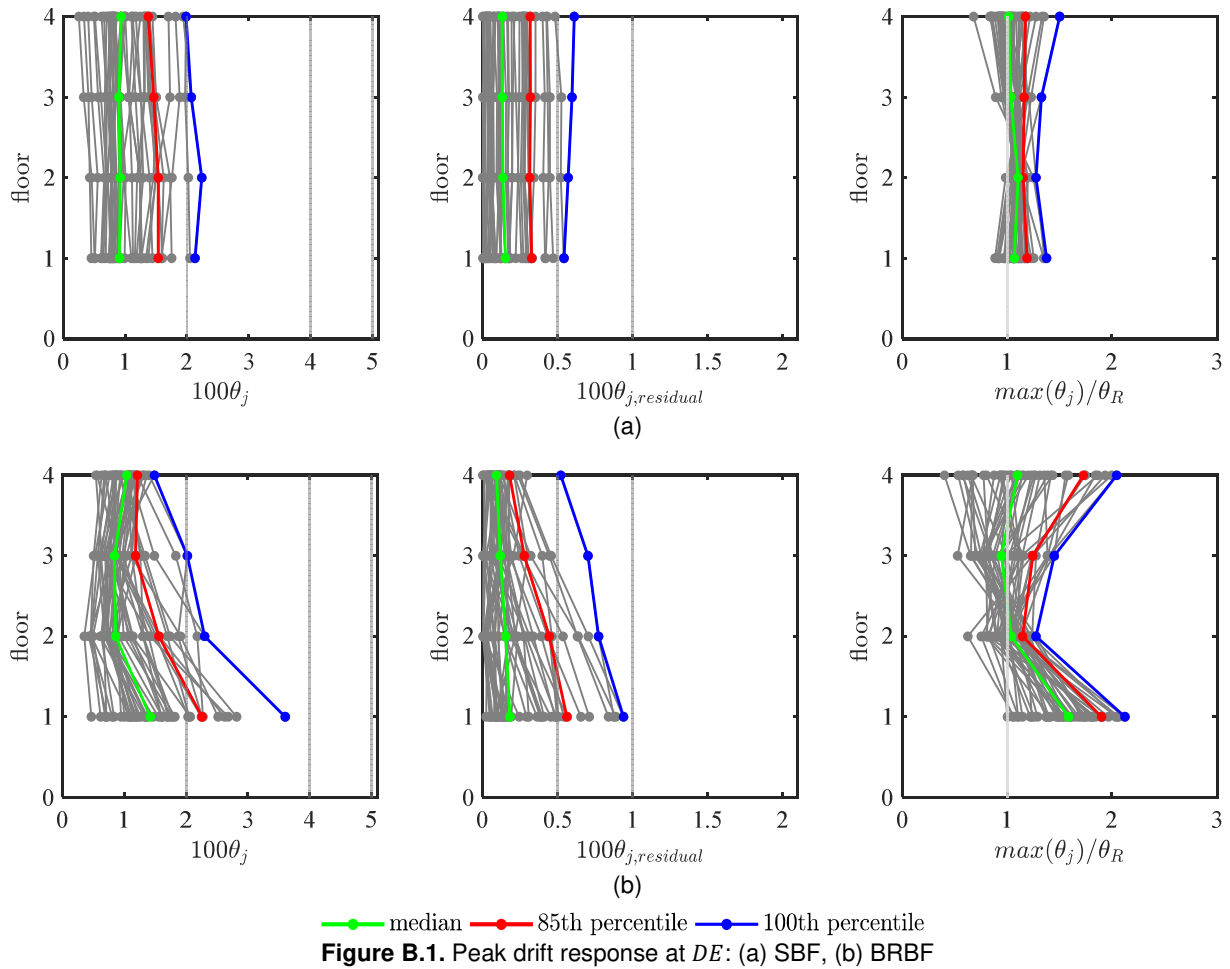 4
3
2
1
0
floor
0 1 2 3 4 5
100θ_j
4
3
2
1
0
floor
0 0.5 1 1.5 2
100θ_{j,residual}
4
3
2
1
0
floor
0 1 2 3
max(θ_j)/θ_R
(a)
4
3
2
1
0
floor
0 1 2 3 4 5
100θ_j
4
3
2
1
0
floor
0 0.5 1 1.5 2
100θ_{j,residual}
4
3
2
1
0
floor
0 1 2 3
max(θ_j)/θ_R
(b)
median 85th percentile 100th percentile
Figure B.1. Peak drift response at DE: (a) SBF, (b) BRBF